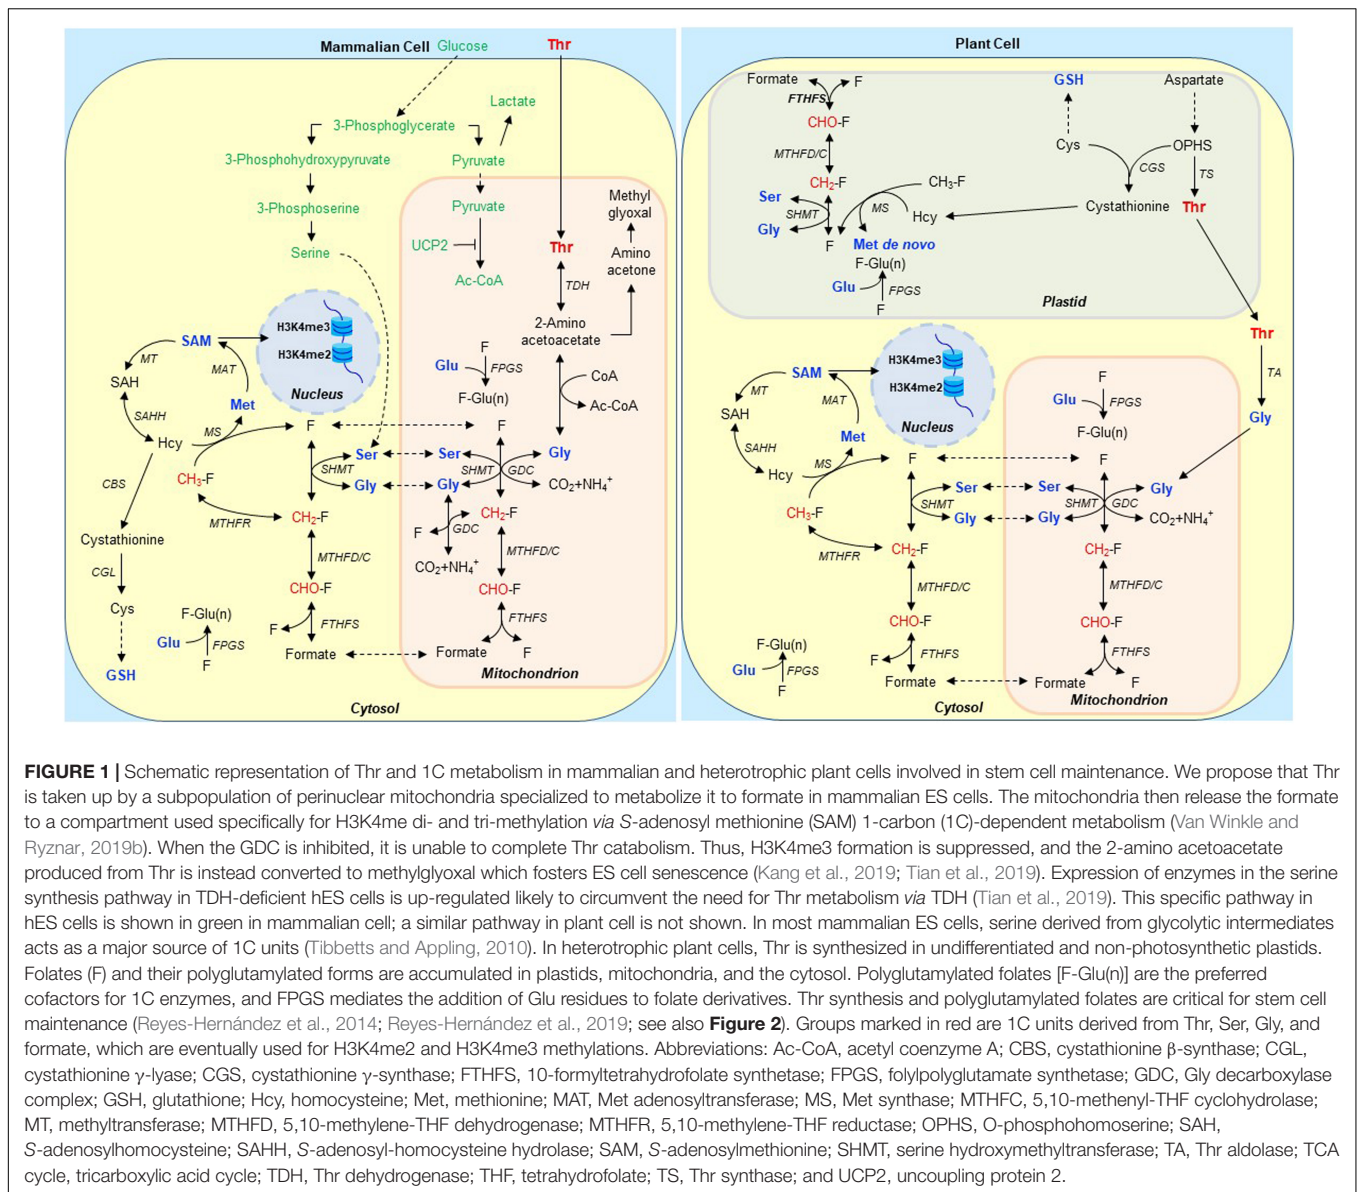 Mammalian Cell
Glucose
Thr
Lactate
3-Phosphoglycerate
3-Phosphohydroxypyruvate
Pyruvate
3-Phosphoserine
Pyruvate
Methyl
glyoxal
Serine
UCP2
Thr
Amino
acetone
Ac-CoA
TDH
2-Amino
acetoacetate
H3K4me3
H3K4me2
Nucleus
SAM
MT
MAT
SAH
SAHH
Met
Hcy
MS
F
F
Glu
FPGS
F-Glu(n)
CoA
Ac-CoA
F
Ser
Ser
Gly
SHMT
SHMT
GDC
Gly
Gly
CO2+NH4+
CBS
CH3-F
MTHFR
CH2-F
CH2-F
F
GDC
CO2+NH4+
Cystathionine
MTHFD/C
MTHFD/C
CGL
CHO-F
CHO-F
Cys
F-Glu(n)
Glu
FPGS
F
F
FTHFS
FTHFS
Formate
Formate
F
GSH
Mitochondrion
Cytosol
Plant Cell
Formate
F
FTHFS
CHO-F
MTHFD/C
CH2-F
Ser
SHMT
Gly
F
CH3-F
MS
Hcy
Met de novo
F-Glu(n)
Glu
FPGS
F
GSH
Aspartate
Cys
OPHS
CGS
TS
Cystathionine
Thr
Plastid
Thr
TA
Gly
H3K4me3
H3K4me2
Nucleus
SAM
MT
MAT
SAH
SAHH
Met
Hcy
MS
F
F
Glu
FPGS
F-Glu(n)
F
Ser
Ser
Gly
SHMT
SHMT
GDC
Gly
Gly
CO2+NH4+
CH3-F
MTHFR
CH2-F
CH2-F
MTHFD/C
MTHFD/C
CHO-F
CHO-F
F-Glu(n)
Glu
FPGS
F
F
FTHFS
FTHFS
Formate
Formate
F
Mitochondrion
Cytosol
FIGURE 1 | Schematic representation of Thr and 1C metabolism in mammalian and heterotrophic plant cells involved in stem cell maintenance. We propose that Thr
is taken up by a subpopulation of perinuclear mitochondria specialized to metabolize it to formate in mammalian ES cells. The mitochondria then release the formate
to a compartment used specifically for H3K4me di- and tri-methylation via S-adenosyl methionine (SAM) 1-carbon (1C)-dependent metabolism (Van Winkle and
Ryznar, 2019b). When the GDC is inhibited, it is unable to complete Thr catabolism. Thus, H3K4me3 formation is suppressed, and the 2-amino acetoacetate
produced from Thr is instead converted to methylglyoxal which fosters ES cell senescence (Kang et al., 2019; Tian et al., 2019). Expression of enzymes in the serine
synthesis pathway in TDH-deficient hES cells is up-regulated likely to circumvent the need for Thr metabolism via TDH (Tian et al., 2019). This specific pathway in
hES cells is shown in green in mammalian cell; a similar pathway in plant cell is not shown. In most mammalian ES cells, serine derived from glycolytic intermediates
acts as a major source of 1C units (Tibbetts and Appling, 2010). In heterotrophic plant cells, Thr is synthesized in undifferentiated and non-photosynthetic plastids.
Folates (F) and their polyglutamylated forms are accumulated in plastids, mitochondria, and the cytosol. Polyglutamylated folates [F-Glu(n)] are the preferred
cofactors for 1C enzymes, and FPGS mediates the addition of Glu residues to folate derivatives. Thr synthesis and polyglutamylated folates are critical for stem cell
maintenance (Reyes-Hernández et al., 2014; Reyes-Hernández et al., 2019; see also Figure 2). Groups marked in red are 1C units derived from Thr, Ser, Gly, and
formate, which are eventually used for H3K4me2 and H3K4me3 methylations. Abbreviations: Ac-CoA, acetyl coenzyme A; CBS, cystathionine β-synthase; CGL,
cystathionine γ-lyase; CGS, cystathionine γ-synthase; FTHFS, 10-formyltetrahydrofolate synthetase; FPGS, folylpolyglutamate synthetase; GDC, Gly decarboxylase
complex; GSH, glutathione; Hcy, homocysteine; Met, methionine; MAT, Met adenosyltransferase; MS, Met synthase; MTHFC, 5,10-methenyl-THF cyclohydrolase;
MT, methyltransferase; MTHFD, 5,10-methylene-THF dehydrogenase; MTHFR, 5,10-methylene-THF reductase; OPHS, O-phosphohomoserine; SAH,
S-adenosylhomocysteine; SAHH, S-adenosyl-homocysteine hydrolase; SAM, S-adenosylmethionine; SHMT, serine hydroxymethyltransferase; TA, Thr aldolase; TCA
cycle, tricarboxylic acid cycle; TDH, Thr dehydrogenase; THF, tetrahydrofolate; TS, Thr synthase; and UCP2, uncoupling protein 2.